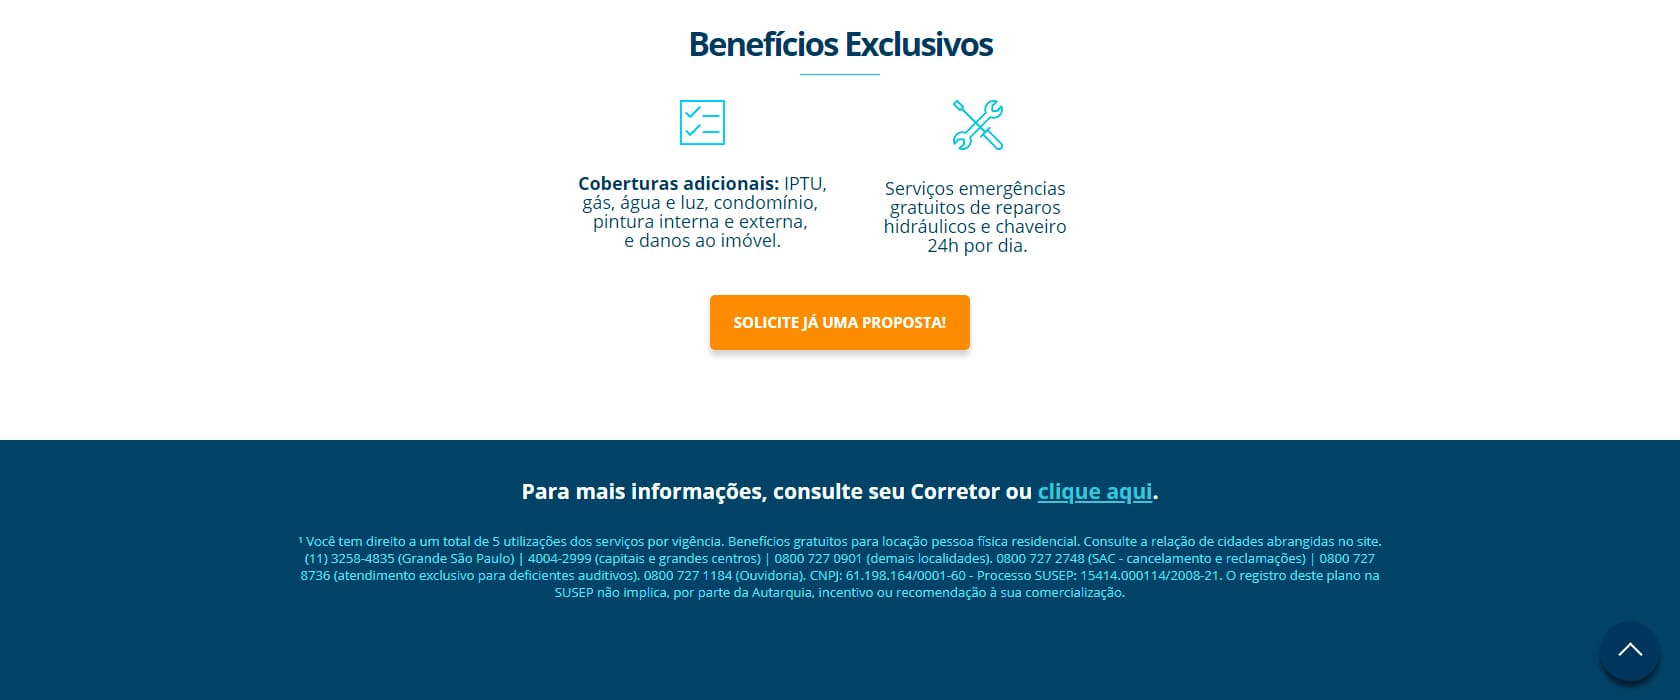 Benefícios Exclusivos
Coberturas adicionais: IPTU,
gás, água e luz, condomínio,
pintura interna e externa,
e danos ao imóvel.
Serviços emergências
gratuitos de reparos
hidráulicos e chaveiro
24h por dia.
SOLICITE JÁ UMA PROPOSTA!
Para mais informações, consulte seu Corretor ou clique aqui.
¹ Você tem direito a um total de 5 utilizações dos serviços por vigência. Benefícios gratuitos para locação pessoa física residencial. Consulte a relação de cidades abrangidas no site.
(11) 3258-4835 (Grande São Paulo) | 4004-2999 (capitais e grandes centros) | 0800 727 0901 (demais localidades). 0800 727 2748 (SAC - cancelamento e reclamações) | 0800 727
8736 (atendimento exclusivo para deficientes auditivos). 0800 727 1184 (Ouvidoria). CNPJ: 61.198.164/0001-60 - Processo SUSEP: 15414.000114/2008-21. O registro deste plano na
SUSEP não implica, por parte da Autarquia, incentivo ou recomendação à sua comercialização.